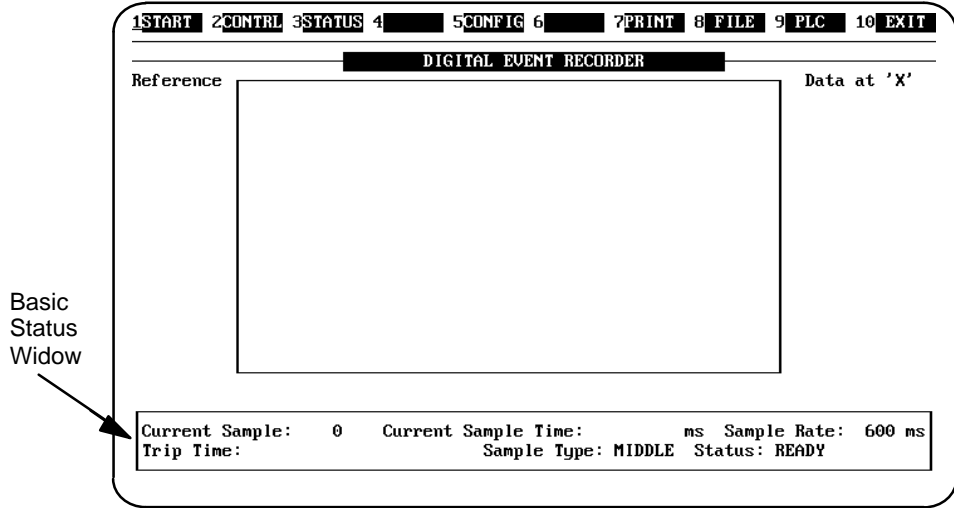 1START 2CONTRL 3STATUS 4 5CONFIG 6 7PRINT 8 FILE 9 PLC 10 EXIT
DIGITAL EVENT RECORDER
Reference
Data at 'X'
Basic
Status
Widow
Current Sample: 0 Current Sample Time: ms Sample Rate: 600 ms
Trip Time: Sample Type: MIDDLE Status: READY